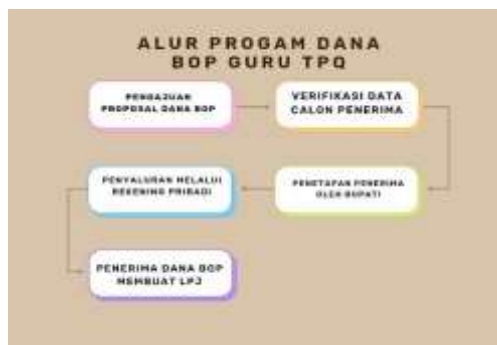 ALUR PROGAM DANA
BOP GURU TPQ
PENGAJUAN
PROPOSAL DANA BOP
VERIFIKASI DATA
CALON PENERIMA
PENETAPAN PENERIMA
OLEH BUPATI
PENYALURAN MELALUI
REKENING PRIBADI
PENERIMA DANA BOP
MEMBUAT LPJ